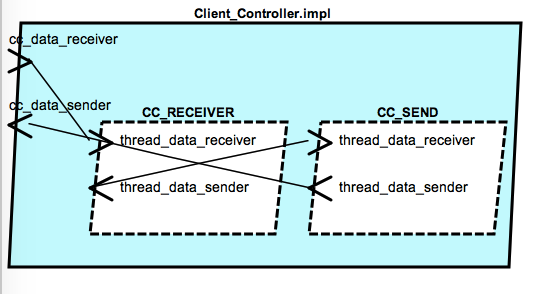 Client_Controller.impl
cc_data_receiver
cc_data_sender
CC_RECEIVER
CC_SEND
thread_data_receiver
thread_data_receiver
thread_data_sender
thread_data_sender